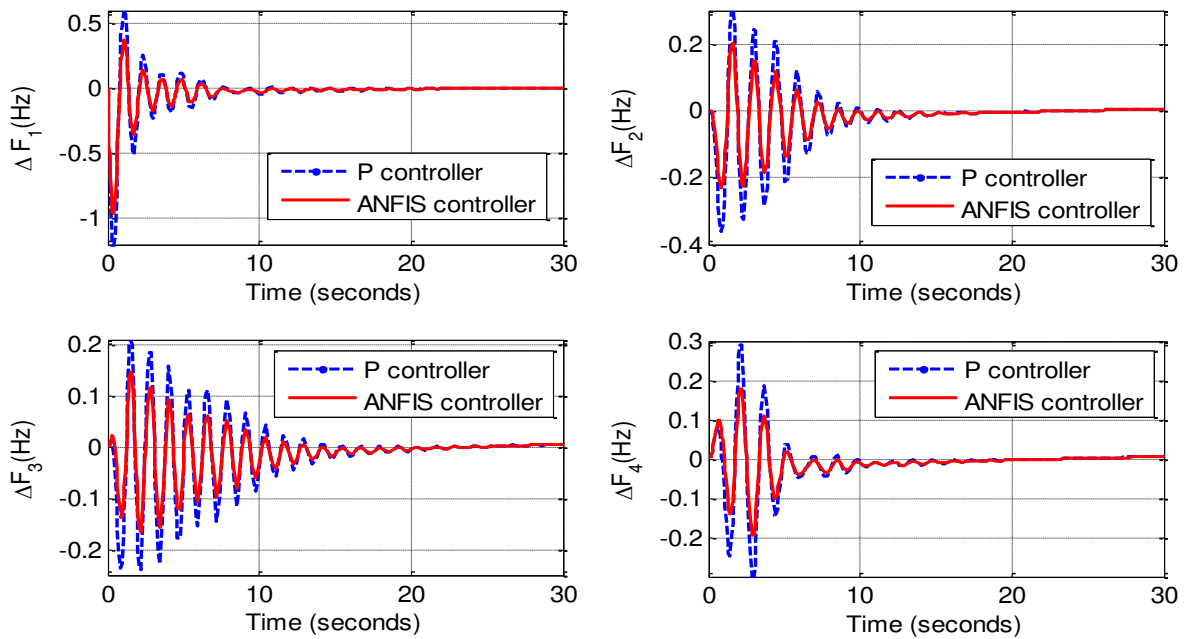 0.5
0
-0.5
-1
Δ F1(Hz)
P controller
ANFIS controller
0 10 20 30
Time (seconds)
0.2
0
-0.2
-0.4
ΔF2(Hz)
P controller
ANFIS controller
0 10 20 30
Time (seconds)
0.2
0.1
0
-0.1
-0.2
ΔF3(Hz)
P controller
ANFIS controller
0 10 20 30
Time (seconds)
0.3
0.2
0.1
0
-0.1
-0.2
ΔF4(Hz)
P controller
ANFIS controller
0 10 20 30
Time (seconds)